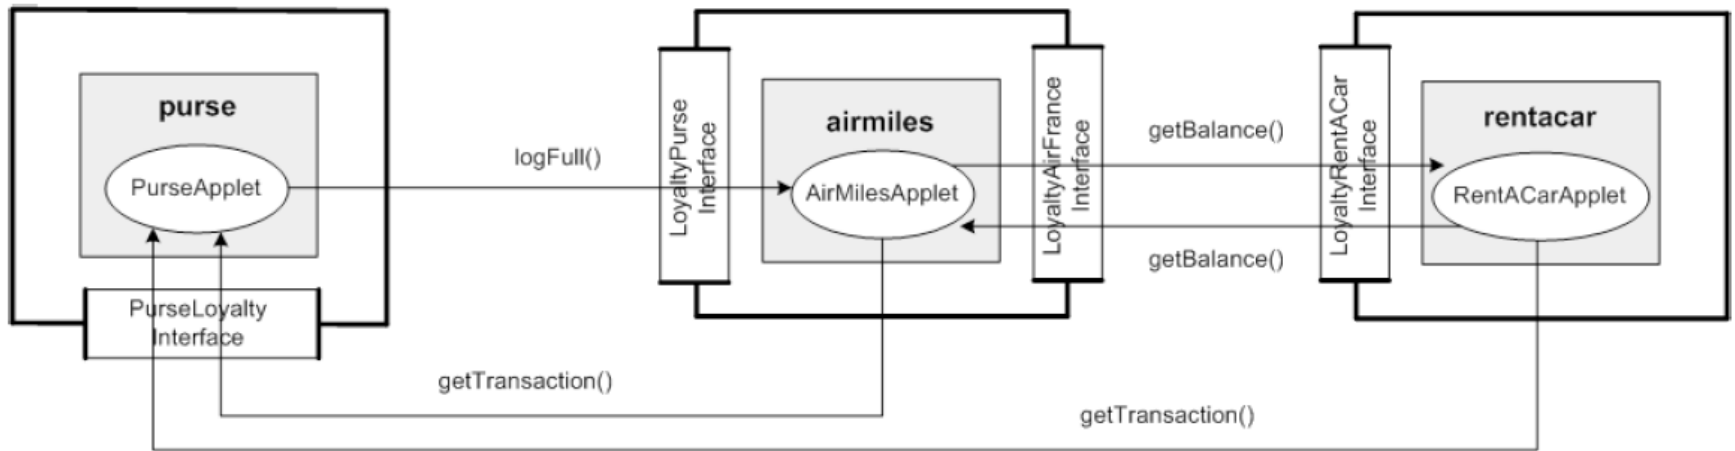 purse
PurseApplet
PurseLoyalty
Interface
logFull()
LoyaltyPurse
Interface
airmiles
AirMilesApplet
LoyaltyAirFrance
Interface
getBalance()
getBalance()
LoyaltyRentACar
Interface
rentacar
RentACarApplet
getTransaction()
getTransaction()